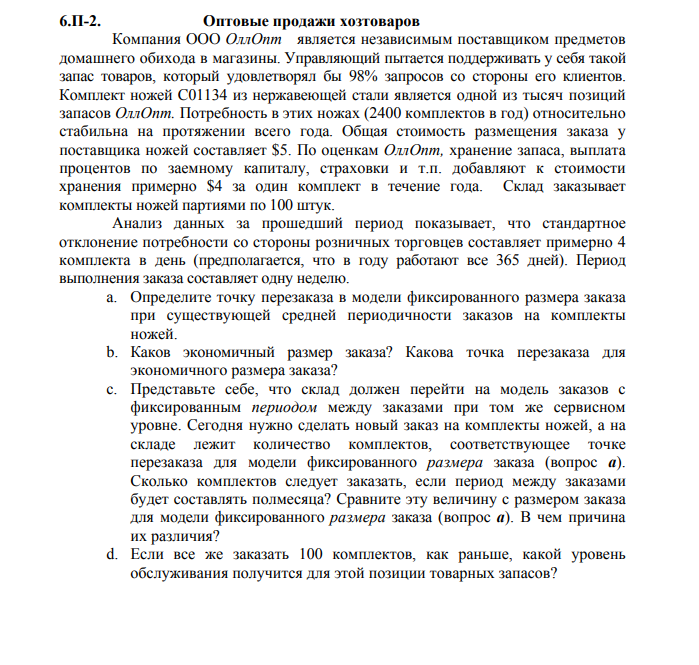 6.П-2. Оптовые продажи хозтоваров
Компания ООО ОллОпт является независимым поставщиком предметов
домашнего обихода в магазины. Управляющий пытается поддерживать у себя такой
запас товаров, который удовлетворял бы 98% запросов со стороны его клиентов.
Комплект ножей С01134 из нержавеющей стали является одной из тысяч позиций
запасов ОллОпт. Потребность в этих ножах (2400 комплектов в год) относительно
стабильна на протяжении всего года. Общая стоимость размещения заказа у
поставщика ножей составляет $5. По оценкам ОллОпт, хранение запаса, выплата
процентов по заемному капиталу, страховки и т.п. добавляют к стоимости
хранения примерно $4 за один комплект в течение года. Склад заказывает
комплекты ножей партиями по 100 штук.
Анализ данных за прошедший период показывает, что стандартное
отклонение потребности со стороны розничных торговцев составляет примерно 4
комплекта в день (предполагается, что в году работают все 365 дней). Период
выполнения заказа составляет одну неделю.
a. Определите точку перезаказа в модели фиксированного размера заказа
при существующей средней периодичности заказов на комплекты
ножей.
b. Каков экономичный размер заказа? Какова точка перезаказа для
экономичного размера заказа?
c. Представьте себе, что склад должен перейти на модель заказов с
фиксированным периодом между заказами при том же сервисном
уровне. Сегодня нужно сделать новый заказ на комплекты ножей, а на
складе лежит количество комплектов, соответствующее точке
перезаказа для модели фиксированного размера заказа (вопрос а).
Сколько комплектов следует заказать, если период между заказами
будет составлять полмесяца? Сравните эту величину с размером заказа
для модели фиксированного размера заказа (вопрос а). В чем причина
их различия?
d. Если все же заказать 100 комплектов, как раньше, какой уровень
обслуживания получится для этой позиции товарных запасов?